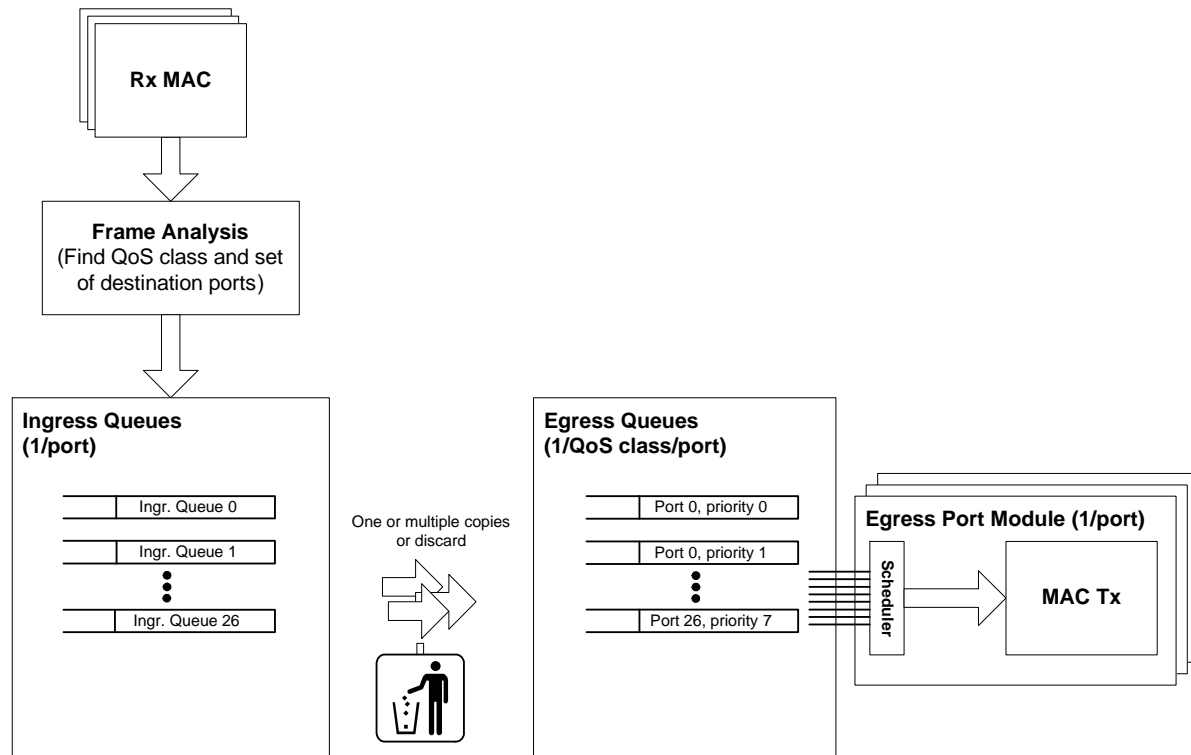 Rx MAC
Frame Analysis
(Find QoS class and set
of destination ports)
Ingress Queues
(1/port)
Ingr. Queue 0
Ingr. Queue 1
Ingr. Queue 26
One or multiple copies
or discard
Egress Queues
(1/QoS class/port)
Port 0, priority 0
Port 0, priority 1
Port 26, priority 7
Egress Port Module (1/port)
Scheduler
MAC Tx